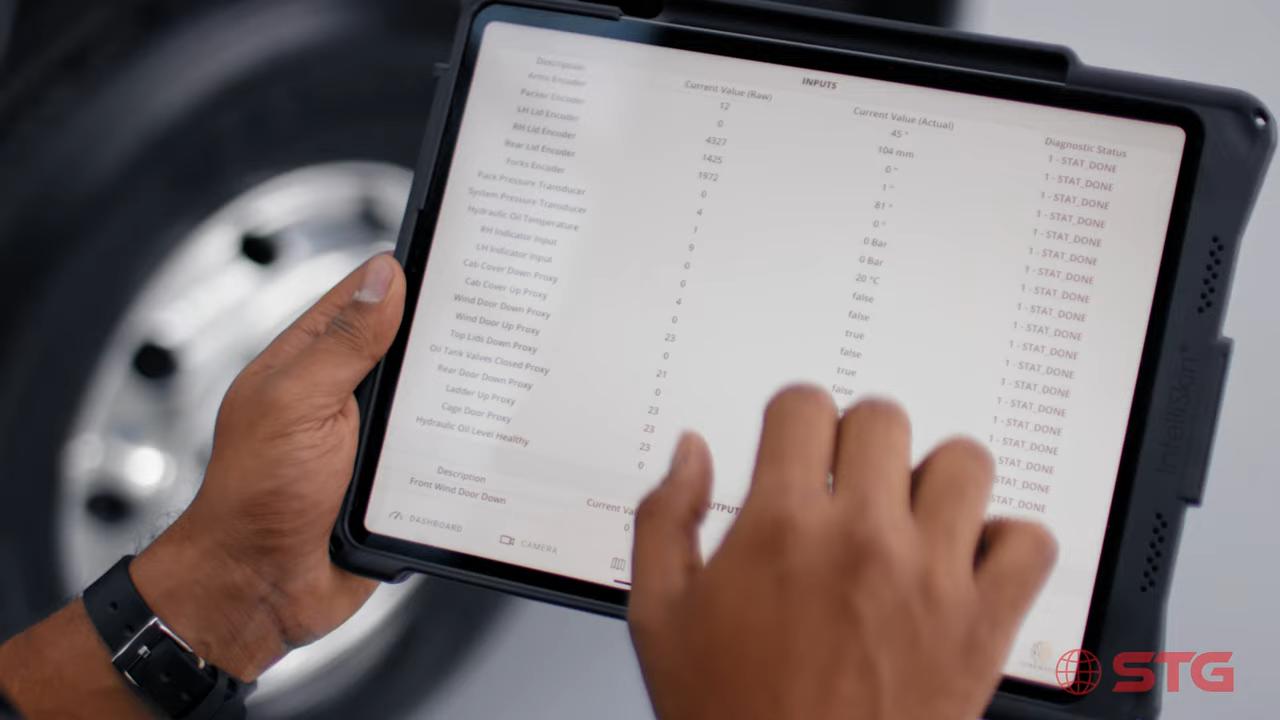 INPUTS
Description Current Value (Raw) Current Value (Actual) Diagnostic Status
Arms Encoder 12 45 ° 1 - STAT_DONE
Packer Encoder 0 104 mm 1 - STAT_DONE
LH Lid Encoder 4327 0 ° 1 - STAT_DONE
RH Lid Encoder 1425 1 ° 1 - STAT_DONE
Rear Lid Encoder 1972 81 ° 1 - STAT_DONE
Forks Encoder 0 0 ° 1 - STAT_DONE
Pack Pressure Transducer 4 0 Bar 1 - STAT_DONE
System Pressure Transducer 1 0 Bar 1 - STAT_DONE
Hydraulic Oil Temperature 9 20 °C 1 - STAT_DONE
RH Indicator Input 0 false 1 - STAT_DONE
LH Indicator Input 0 false 1 - STAT_DONE
Cab Cover Down Proxy 4 true 1 - STAT_DONE
Cab Cover Up Proxy 0 false 1 - STAT_DONE
Wind Door Down Proxy 23 true 1 - STAT_DONE
Wind Door Up Proxy 0 false 1 - STAT_DONE
Top Lids Down Proxy 21 1 - STAT_DONE
Oil Tank Valves Closed Proxy 0 STAT_DONE
Rear Door Down Proxy 23 STAT_DONE
Ladder Up Proxy 23 STAT_DONE
Cage Door Proxy 23
Hydraulic Oil Level Healthy 0
OUTPUT
Description Current Va
Front Wind Door Down 0
DASHBOARD CAMERA
STG